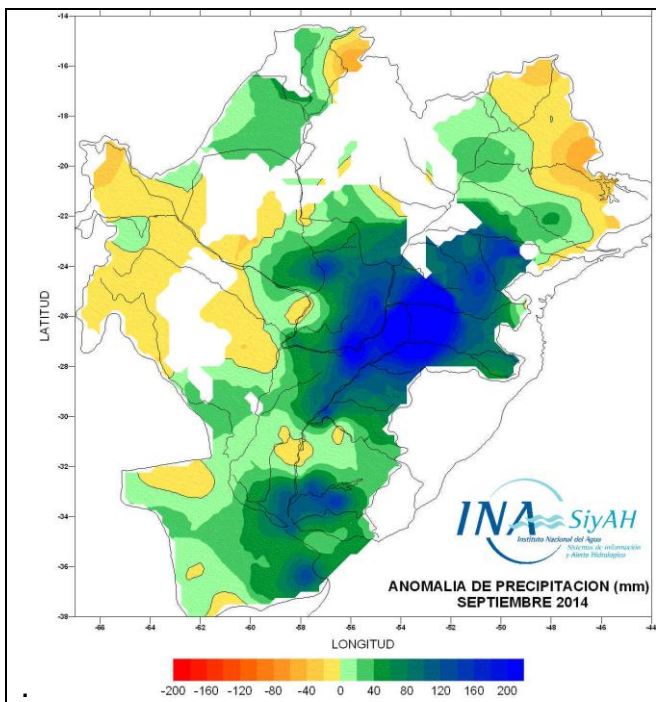 -14
-16
-18
-20
-22
-24
-26
-28
-30
-32
-34
-36
-38
LATITUD
INA SiyAH
Instituto Nacional del Agua
Sistemas de Información
y Alerta Hidrológico
ANOMALIA DE PRECIPITACION (mm)
SEPTIEMBRE 2014
-66 -64 -62 -60 -58 -56 -54 -52 -50 -48 -46 -44
LONGITUD
-200 -160 -120 -80 -40 0 40 80 120 160 200
.